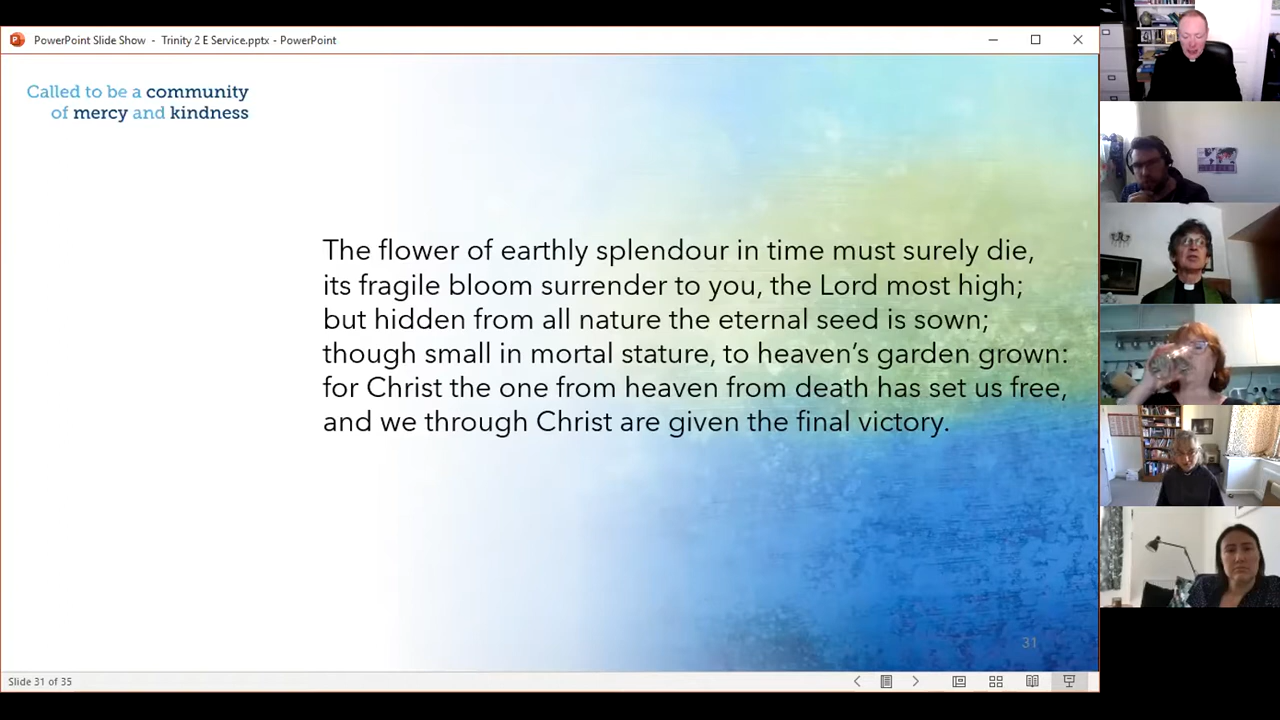 PowerPoint Slide Show - Trinity 2 E Service.pptx - PowerPoint
Called to be a community
of mercy and kindness
The flower of earthly splendour in time must surely die,
its fragile bloom surrender to you, the Lord most high;
but hidden from all nature the eternal seed is sown;
though small in mortal stature, to heaven’s garden grown:
for Christ the one from heaven from death has set us free,
and we through Christ are given the final victory.
31
Slide 31 of 35